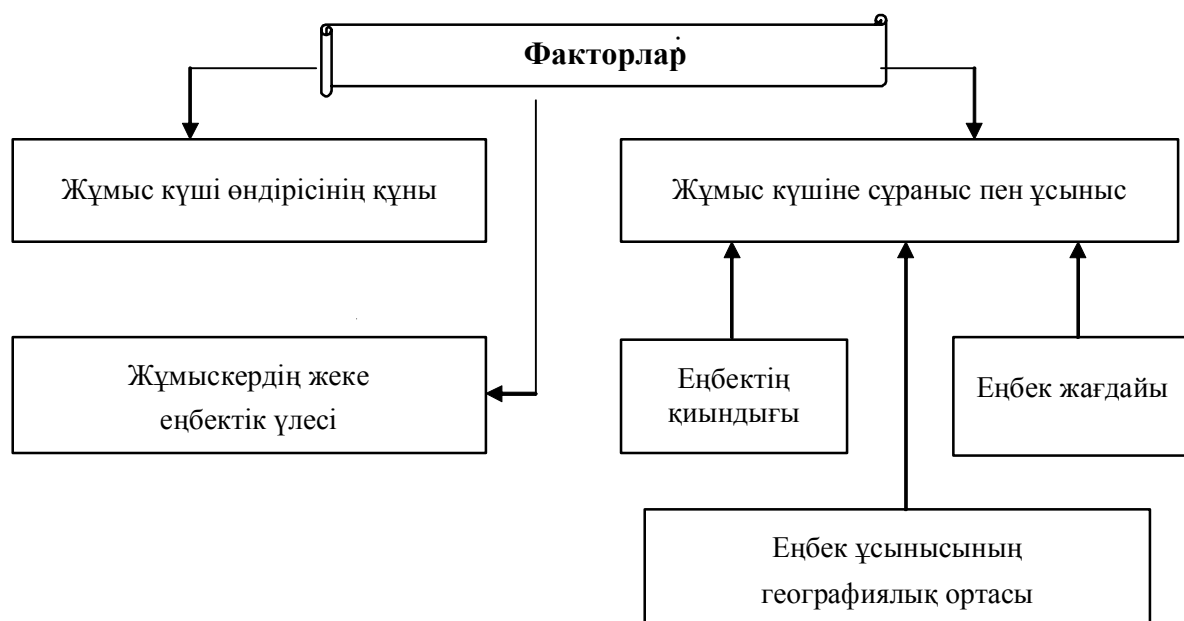 Факторлар
Жұмыс күші өндірісінің құны
Жұмыс күшіне сұраныс пен ұсыныс
Жұмыскердің жеке
еңбектік үлесі
Еңбектің
қиындығы
Еңбек жағдайы
Еңбек ұсынысының
географиялық ортасы